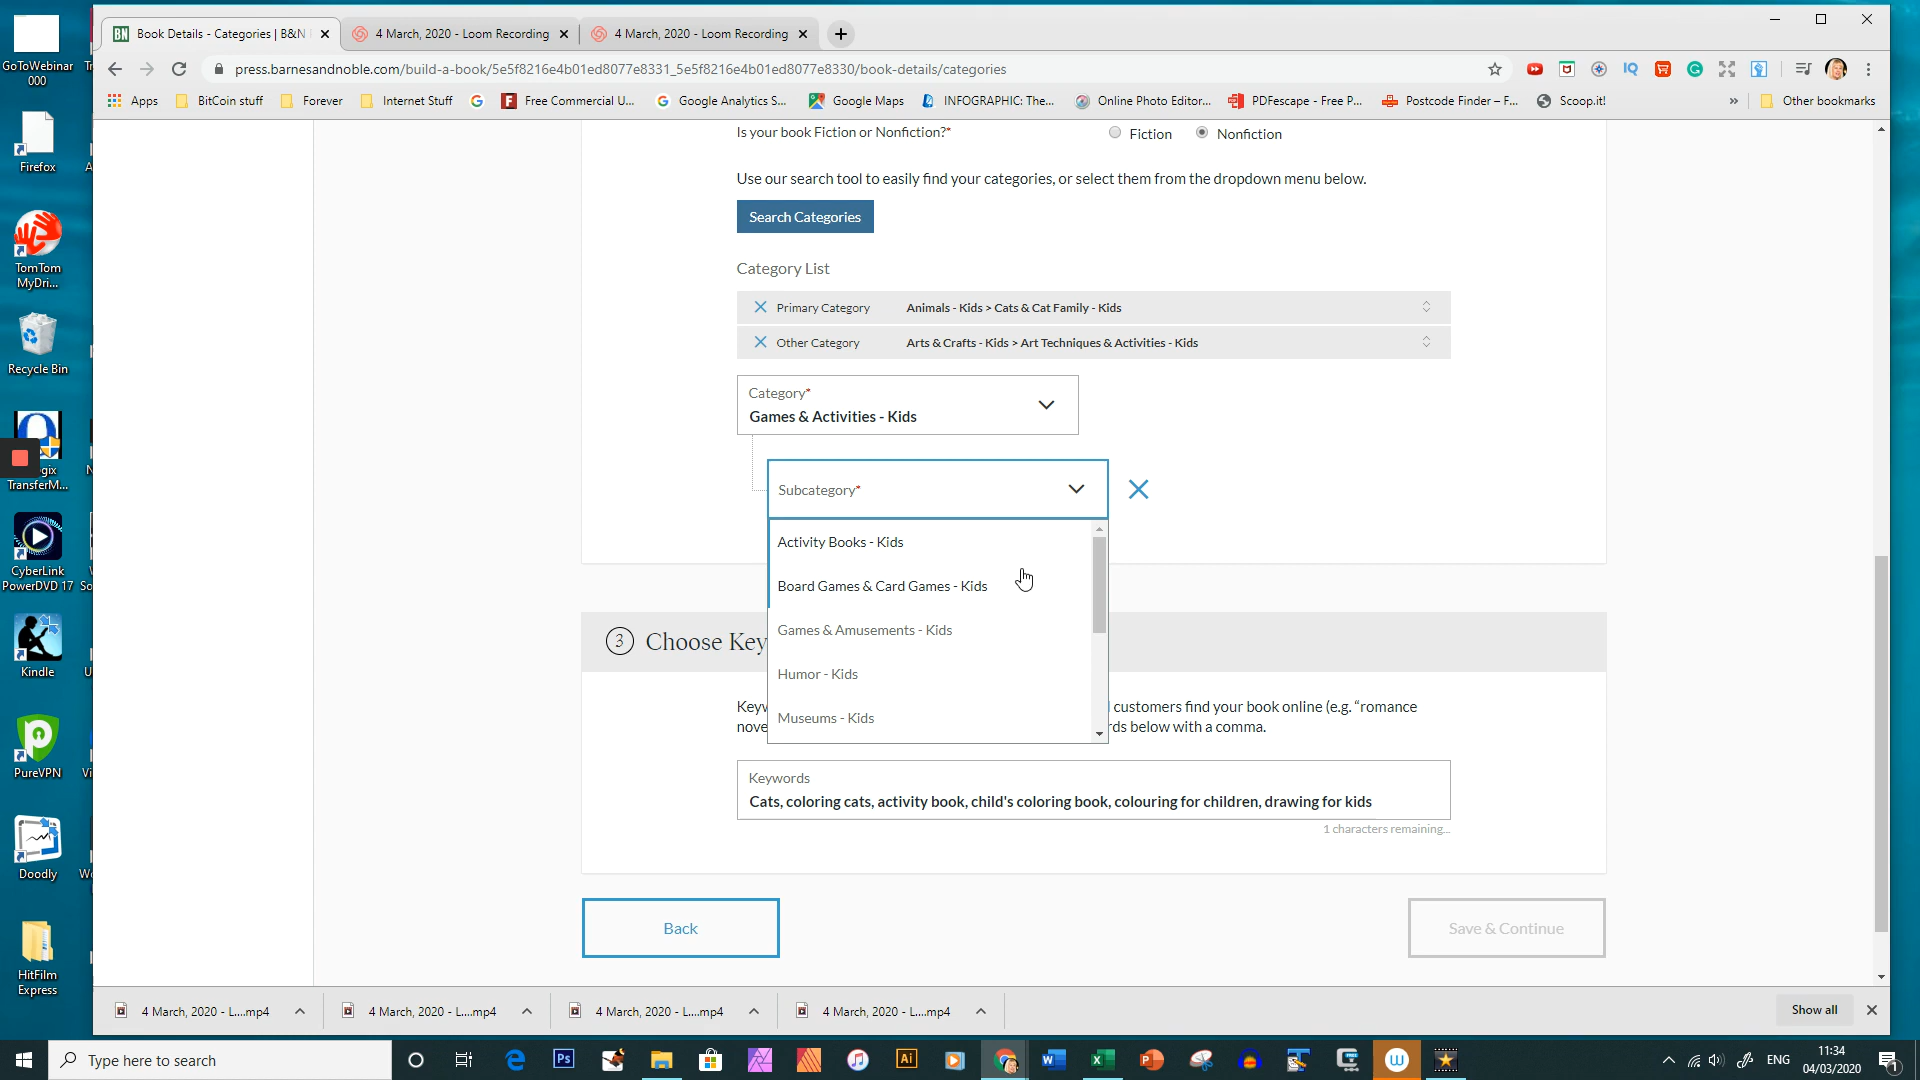 Book Details - Categories | B&N
4 March, 2020 - Loom Recording
4 March, 2020 - Loom Recording
press.barnesandnoble.com/build-a-book/5e5f8216e4b01ed8077e8331_5e5f8216e4b01ed8077e8330/book-details/categories
Apps
BitCoin stuff
Forever
Internet Stuff
Free Commercial U...
Google Analytics S...
Google Maps
INFOGRAPHIC: The...
Online Photo Editor...
PDFescape - Free P...
Postcode Finder – F...
Scoop.it!
»
Other bookmarks
Is your book Fiction or Nonfiction?*
Fiction
Nonfiction
Use our search tool to easily find your categories, or select them from the dropdown menu below.
Search Categories
Category List
Primary Category Animals - Kids > Cats & Cat Family - Kids
Other Category Arts & Crafts - Kids > Art Techniques & Activities - Kids
Category*
Games & Activities - Kids
Subcategory*
Activity Books - Kids
Board Games & Card Games - Kids
Games & Amusements - Kids
Humor - Kids
Museums - Kids
3 Choose Key
customers find your book online (e.g. “romance
nove
rds below with a comma.
Keywords
Cats, coloring cats, activity book, child's coloring book, colouring for children, drawing for kids
1 characters remaining...
Back
Save & Continue
4 March, 2020 - L....mp4
4 March, 2020 - L....mp4
4 March, 2020 - L....mp4
4 March, 2020 - L....mp4
Show all
GoToWebinar
000
Firefox
TomTom
MyDri...
Recycle Bin
TransferM...
CyberLink
PowerDVD 17
Kindle
PurePVN
Doodly
HitFilm
Express
Type here to search
Ps
Ai
ENG
11:34
04/03/2020